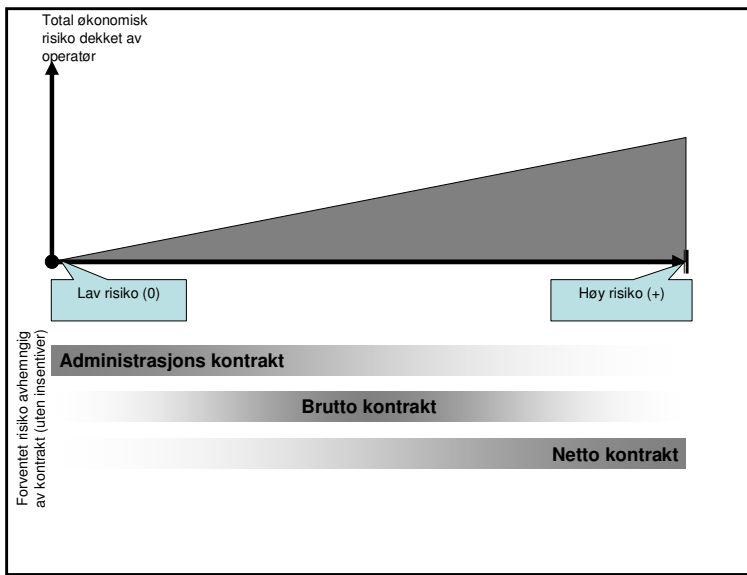 Total økonomisk
risiko dekket av
operatør
Lav risiko (0)
Høy risiko (+)
Forventet risiko avhemngig
av kontrakt (uten insentiver)
Administrasjons kontrakt
Brutto kontrakt
Netto kontrakt